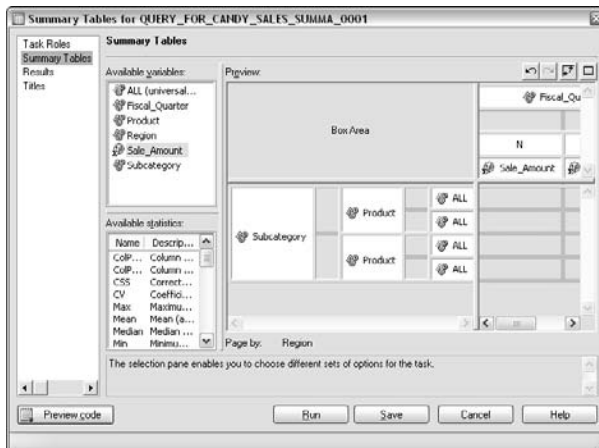 Summary Tables for QUERY_FOR_CANDY_SALES_SUMMA_0001
Task Roles
Summary Tables
Results
Titles
Summary Tables
Available variables:
ALL (universal...
Fiscal_Quarter
Product
Region
Sale_Amount
Subcategory
Available statistics:
Name Descrip...
ColP... Column ...
ColP... Column ...
CSS Correct...
CV Coeffici...
Max Maximu...
Mean Mean (a...
Median Median ...
Min Minimu...
Preview:
Box Area
Fiscal_Qu
N
Sale_Amount
Subcategory
Product
ALL
ALL
Product
ALL
ALL
Page by: Region
The selection pane enables you to choose different sets of options for the task.
Preview code
Run
Save
Cancel
Help